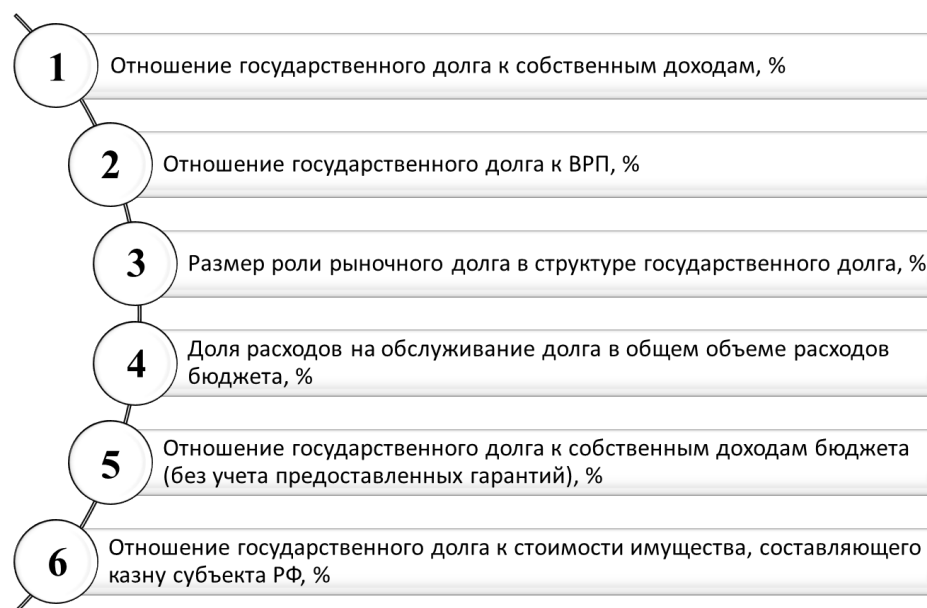 1
Отношение государственного долга к собственным доходам, %
2
Отношение государственного долга к ВРП, %
3
Размер роли рыночного долга в структуре государственного долга, %
4
Доля расходов на обслуживание долга в общем объеме расходов
бюджета, %
5
Отношение государственного долга к собственным доходам бюджета
(без учета предоставленных гарантий), %
6
Отношение государственного долга к стоимости имущества, составляющего
казну субъекта РФ, %